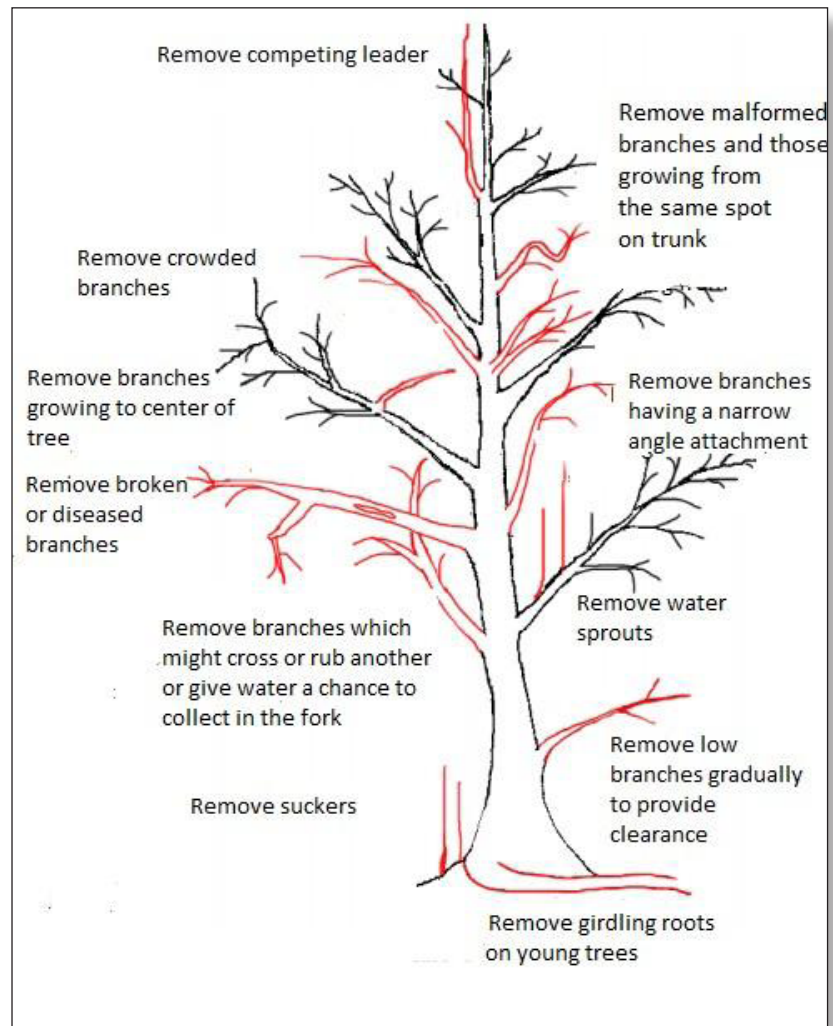 Remove competing leader
Remove malformed
branches and those
growing from
the same spot
on trunk
Remove crowded
branches
Remove branches
growing to center of
tree
Remove branches
having a narrow
angle attachment
Remove broken
or diseased
branches
Remove water
sprouts
Remove branches which
might cross or rub another
or give water a chance to
collect in the fork
Remove low
branches gradually
to provide
clearance
Remove suckers
Remove girdling roots
on young trees